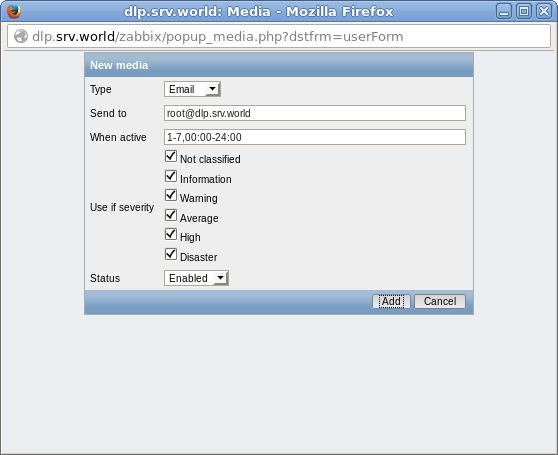 dlp.srv.world: Media - Mozilla Firefox
dlp.srv.world/zabbix/popup_media.php?dstfrm=userForm
New media
Type Email
Send to root@dlp.srv.world
When active 1-7,00:00-24:00
Not classified
Information
Warning
Use if severity
Average
High
Disaster
Status Enabled
Add Cancel